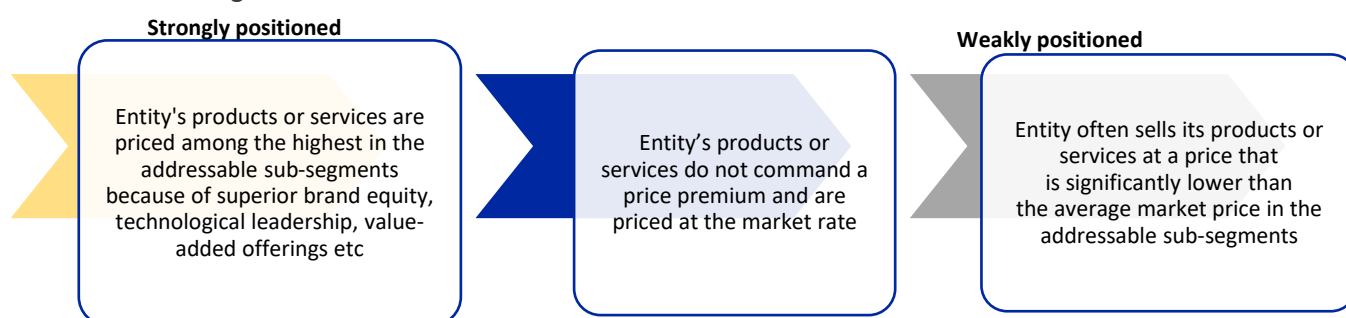 Strongly positioned
Entity's products or services are
priced among the highest in the
addressable sub-segments
because of superior brand equity,
technological leadership, value-
added offerings etc
Entity’s products or
services do not command a
price premium and are
priced at the market rate
Weakly positioned
Entity often sells its products or
services at a price that
is significantly lower than
the average market price in the
addressable sub-segments